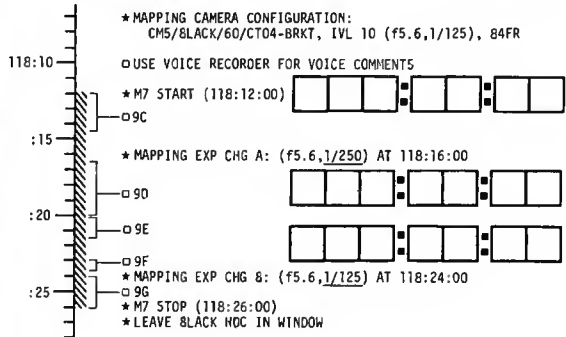 ★ MAPPING CAMERA CONFIGURATION:
CM5/8LACK/60/CT04-BRKT, IVL 10 (f5.6,1/125), 84FR
118:10
□ USE VOICE RECORDER FOR VOICE COMMENTS
★ M7 START (118:12:00)
□ 9C
:15
★ MAPPING EXP CHG A: (f5.6,1/250) AT 118:16:00
□ 9D
:20
□ 9E
□ 9F
★ MAPPING EXP CHG 8: (f5.6,1/125) AT 118:24:00
:25
□ 9G
★ M7 STOP (118:26:00)
★ LEAVE 8LACK HDC IN WINDOW